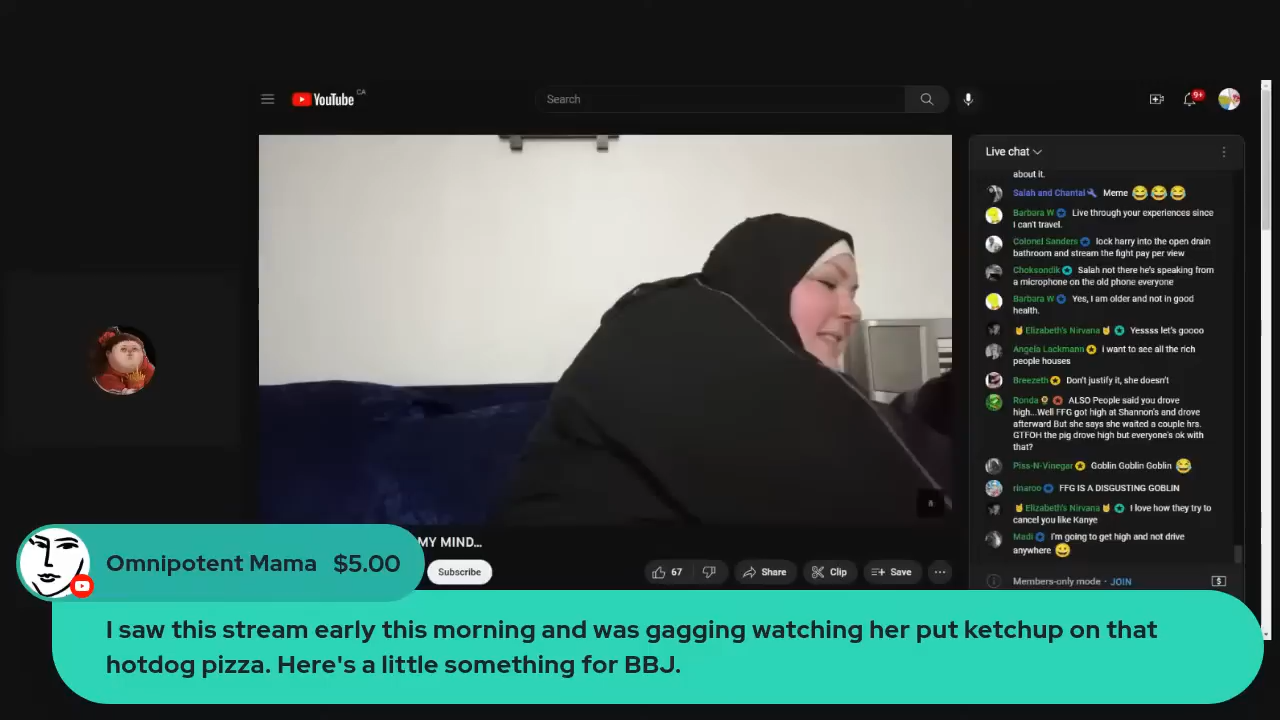 YouTube CA
Search
9+
Live chat
about it.
Salah and Chantal Meme 😂😂😂
Barbara W Live through your experiences since
I can't travel.
Colonel Sanders lock harry into the open drain
bathroom and stream the fight pay per view
Choksondik Salah not there he's speaking from
a microphone on the old phone everyone
Barbara W Yes, I am older and not in good
health.
🤘Elizabeth's Nirvana🤘 Yessss let's goooo
Angela Lackmann i want to see all the rich
people houses
Breezeth Don't justify it, she doesn't
Ronda ALSO People said you drove
high...Well FFG got high at Shannon's and drove
afterward But she says she waited a couple hrs.
GTFOH the pig drove high but everyone's ok with
that?
Piss-N-Vinegar Goblin Goblin Goblin 😂
rinaroo FFG IS A DISGUSTING GOBLIN
🤘Elizabeth's Nirvana🤘 I love how they try to
cancel you like Kanye
Madi I'm going to get high and not drive
anywhere 😀
Members-only mode · JOIN
MY MIND...
Subscribe
67
Share
Clip
Save
Omnipotent Mama $5.00
I saw this stream early this morning and was gagging watching her put ketchup on that
hotdog pizza. Here's a little something for BBJ.